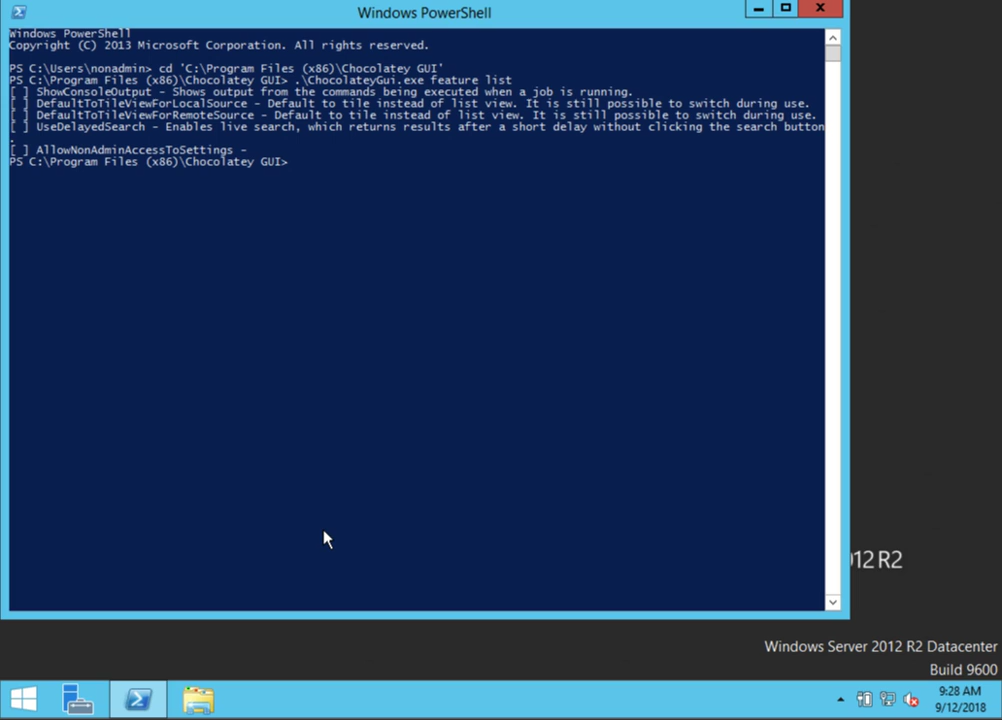 Windows PowerShell
Windows PowerShell
Copyright (C) 2013 Microsoft Corporation. All rights reserved.
PS C:\Users\nonadmin> cd 'C:\Program Files (x86)\Chocolatey GUI'
PS C:\Program Files (x86)\Chocolatey GUI> .\ChocolateyGui.exe feature list
[ ] ShowConsoleOutput - Shows output from the commands being executed when a job is running.
[ ] DefaultToTileViewForLocalSource - Default to tile instead of list view. It is still possible to switch during use.
[ ] DefaultToTileViewForRemoteSource - Default to tile instead of list view. It is still possible to switch during use.
[ ] UseDelayedSearch - Enables live search, which returns results after a short delay without clicking the search button
.
[ ] AllowNonAdminAccessToSettings -
PS C:\Program Files (x86)\Chocolatey GUI>
012 R2
Windows Server 2012 R2 Datacenter
Build 9600
9:28 AM
9/12/2018